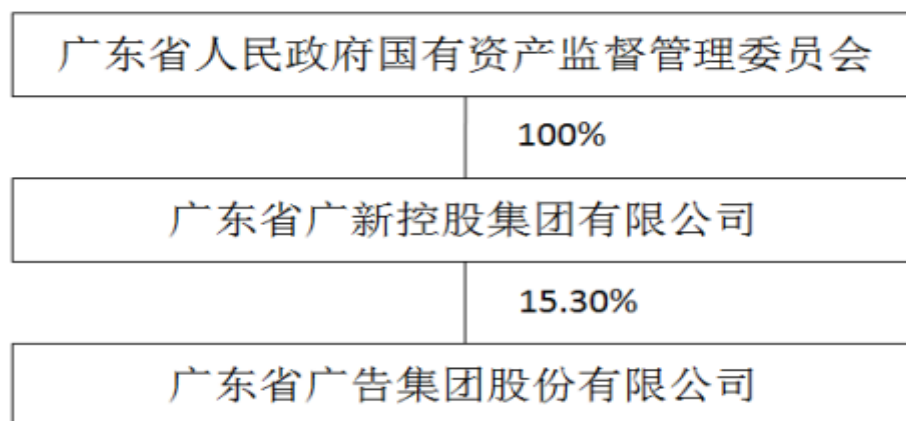 广东省人民政府国有资产监督管理委员会
100%
广东省广新控股集团有限公司
15.30%
广东省广告集团股份有限公司